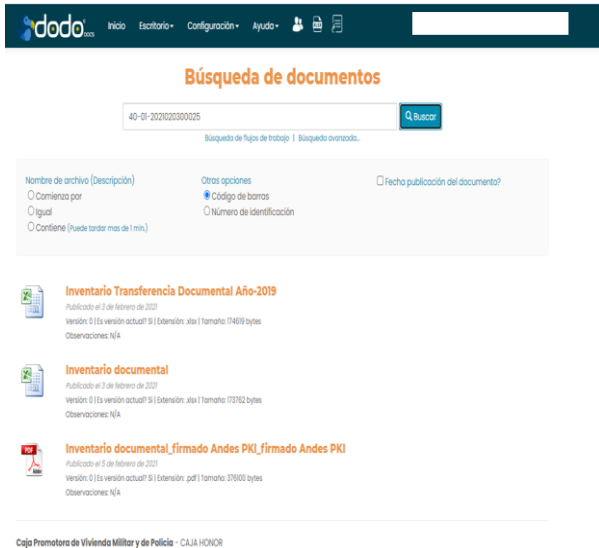 dodo DOCS Inicio Escritorio Configuración Ayuda
Búsqueda de documentos
40-01-2021020300025 Buscar
Búsqueda de flujos de trabajo | Búsqueda avanzada...
Nombre de archivo (Descripción) Otras opciones Fecha publicación del documento?
Comienza por Código de barras
Igual Número de identificación
Contiene (Puede tardar mas de 1 min.)
Inventario Transferencia Documental Año-2019
Publicado el 3 de febrero de 2021
Versión: 0 | Es versión actual? Si | Extensión: .xlsx | Tamaño: 174619 bytes
Observaciones: N/A
Inventario documental
Publicado el 3 de febrero de 2021
Versión: 0 | Es versión actual? Si | Extensión: .xlsx | Tamaño: 173762 bytes
Observaciones: N/A
PDF
Adobe
Inventario documental_firmado Andes PKI_firmado Andes PKI
Publicado el 5 de febrero de 2021
Versión: 0 | Es versión actual? Si | Extensión: .pdf | Tamaño: 376100 bytes
Observaciones: N/A
Caja Promotora de Vivienda Militar y de Policia - CAJA HONOR